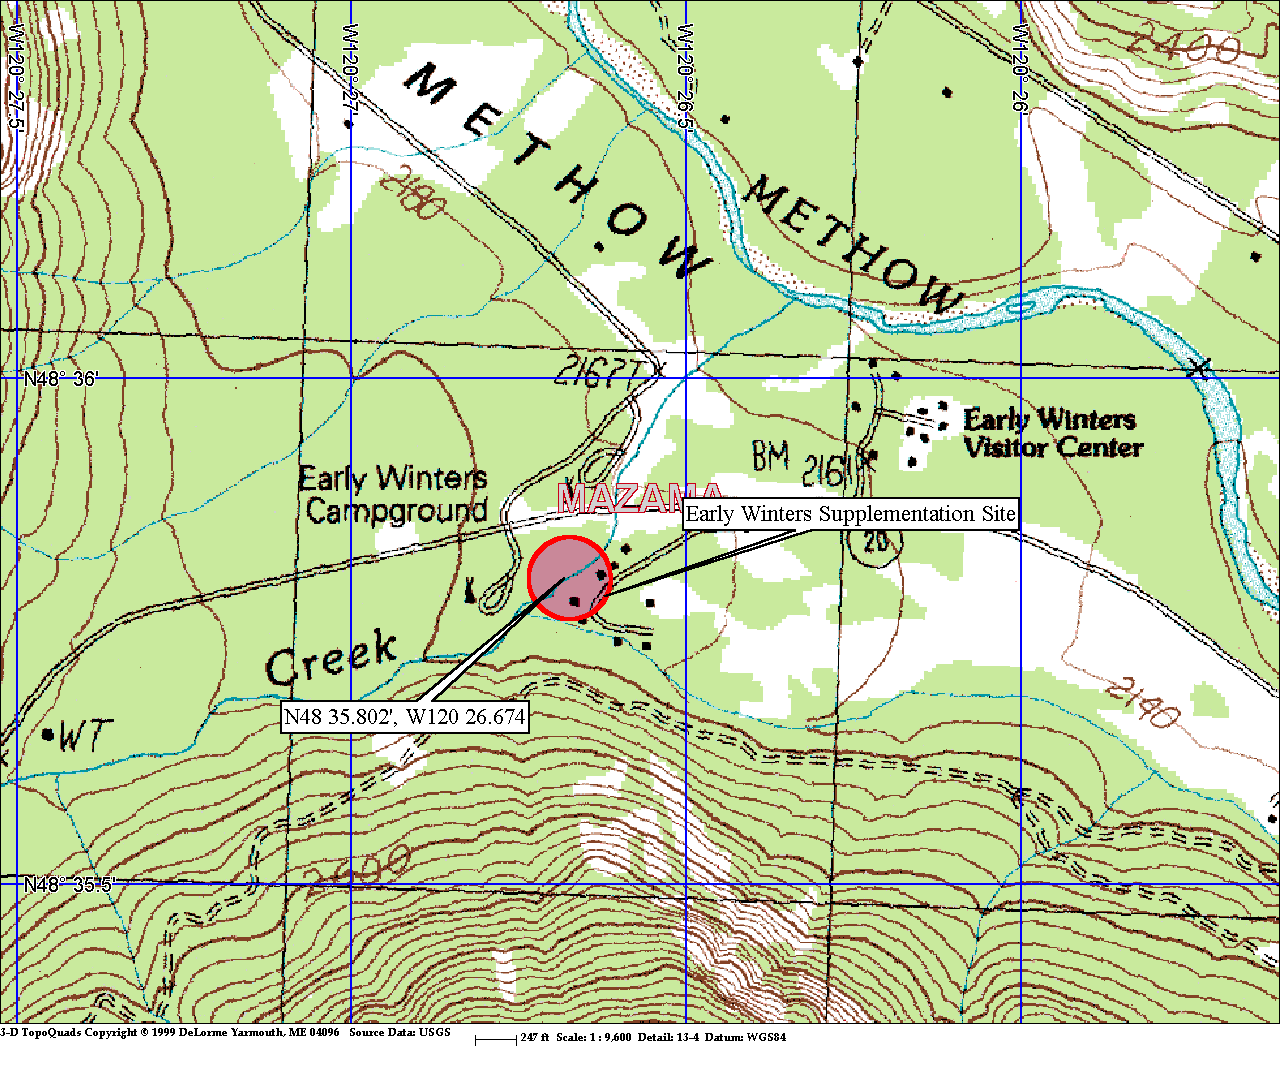 W120° 27.5'
W120° 27'
W120° 26.5'
W120° 26'
2400
METHOW
METHOW
2180
N48° 36'
2167T
Early Winters
Visitor Center
BM 2161
Early Winters
Campground
MAZAMA
Early Winters Supplementation Site
20
Creek
N48 35.802', W120 26.674
2140
WT
2400
N48° 35.5'
3-D TopoQuads Copyright © 1999 DeLorme Yarmouth, ME 04096 Source Data: USGS
247 ft Scale: 1 : 9,600 Detail: 13-4 Datum: WGS84